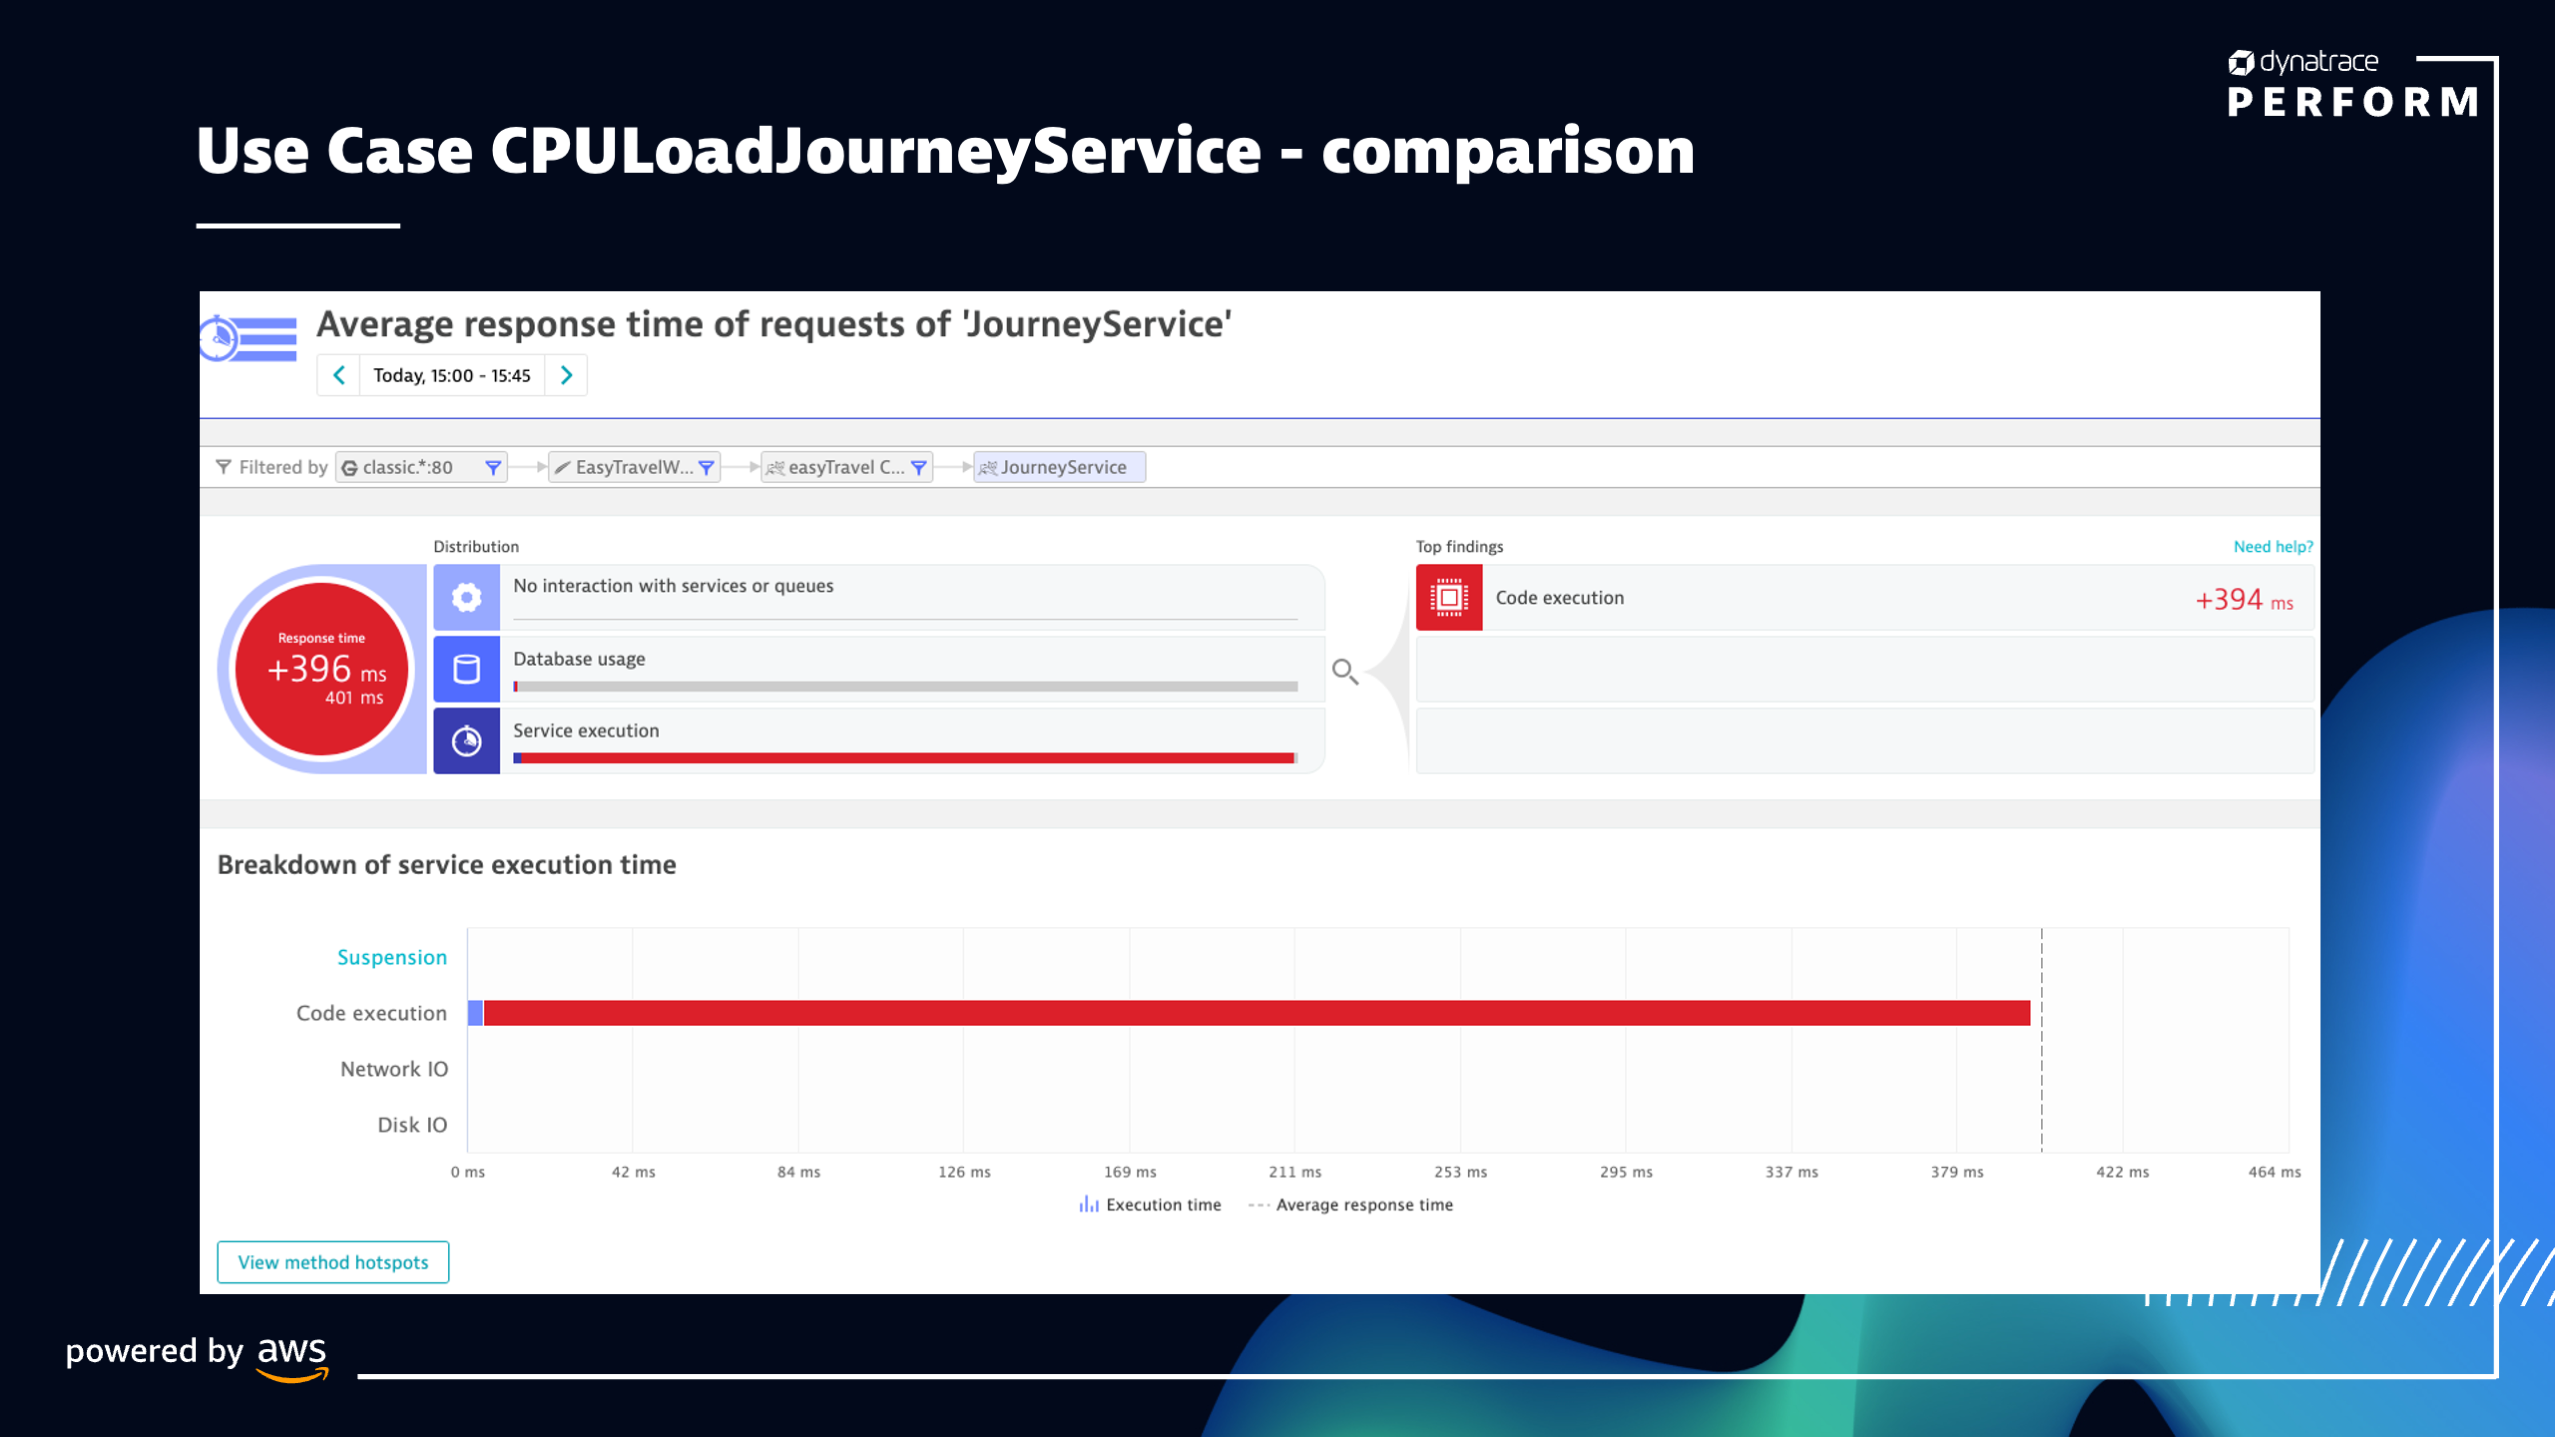 dynatrace
PERFORM
Use Case CPULoadJourneyService - comparison
Average response time of requests of 'JourneyService'
Today, 15:00 - 15:45
Filtered by classic.*:80 EasyTravelW... easyTravel C... JourneyService
Distribution
Top findings
Need help?
No interaction with services or queues
Database usage
Service execution
Response time
+396 ms
401 ms
Code execution
+394 ms
Breakdown of service execution time
Suspension
Code execution
Network IO
Disk IO
0 ms 42 ms 84 ms 126 ms 169 ms 211 ms 253 ms 295 ms 337 ms 379 ms 422 ms 464 ms
Execution time Average response time
View method hotspots
powered by aws